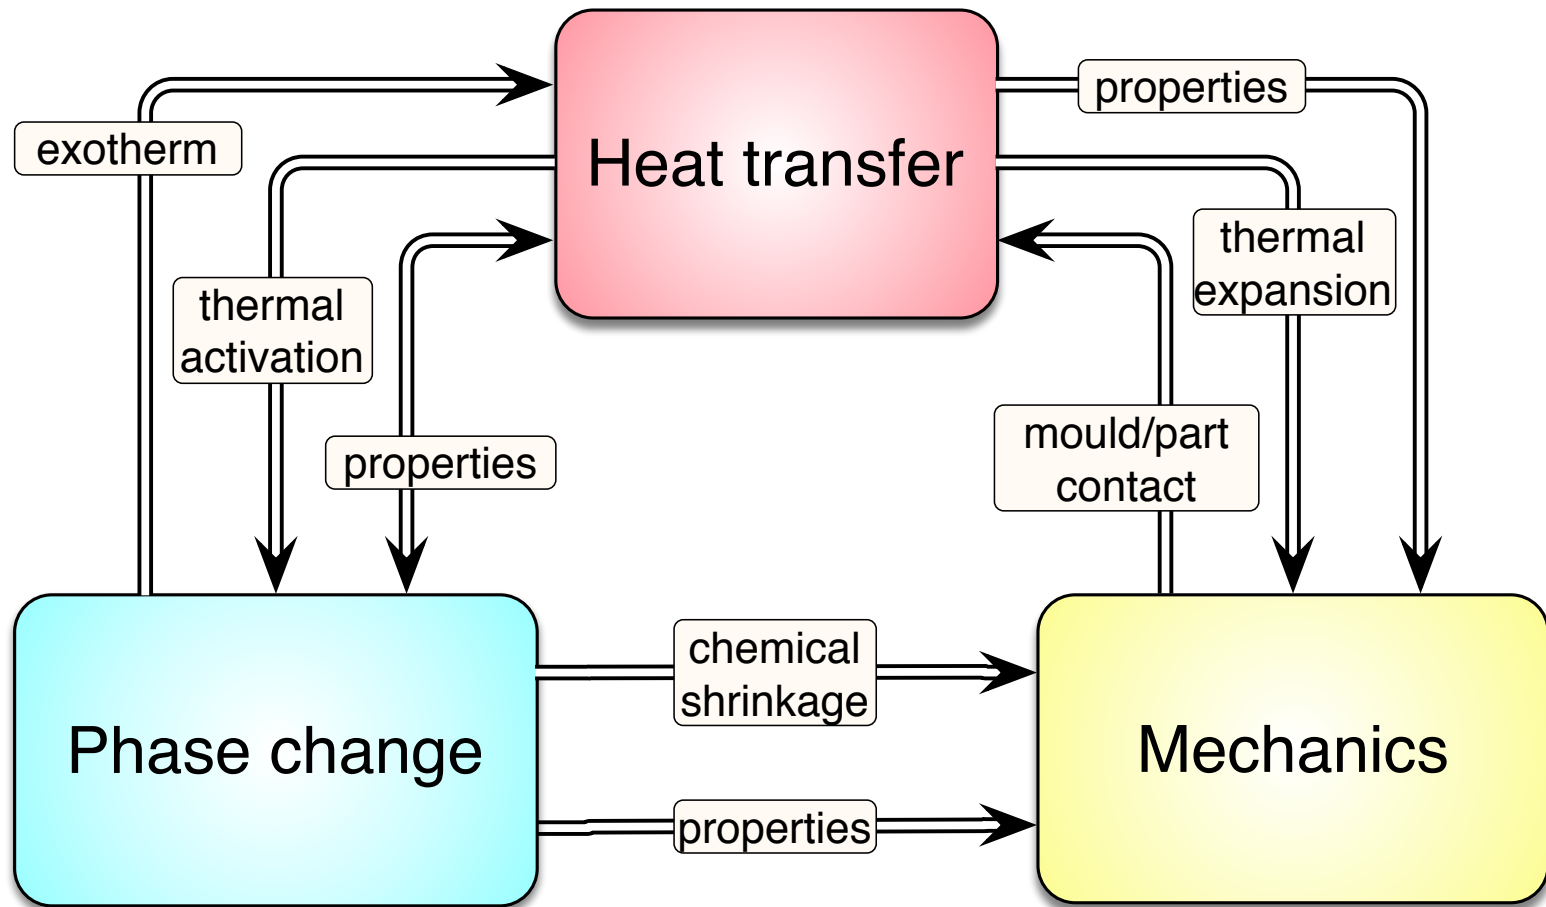 properties
exotherm
Heat transfer
thermal
expansion
thermal
activation
mould/part
contact
properties
chemical
shrinkage
Phase change
Mechanics
properties